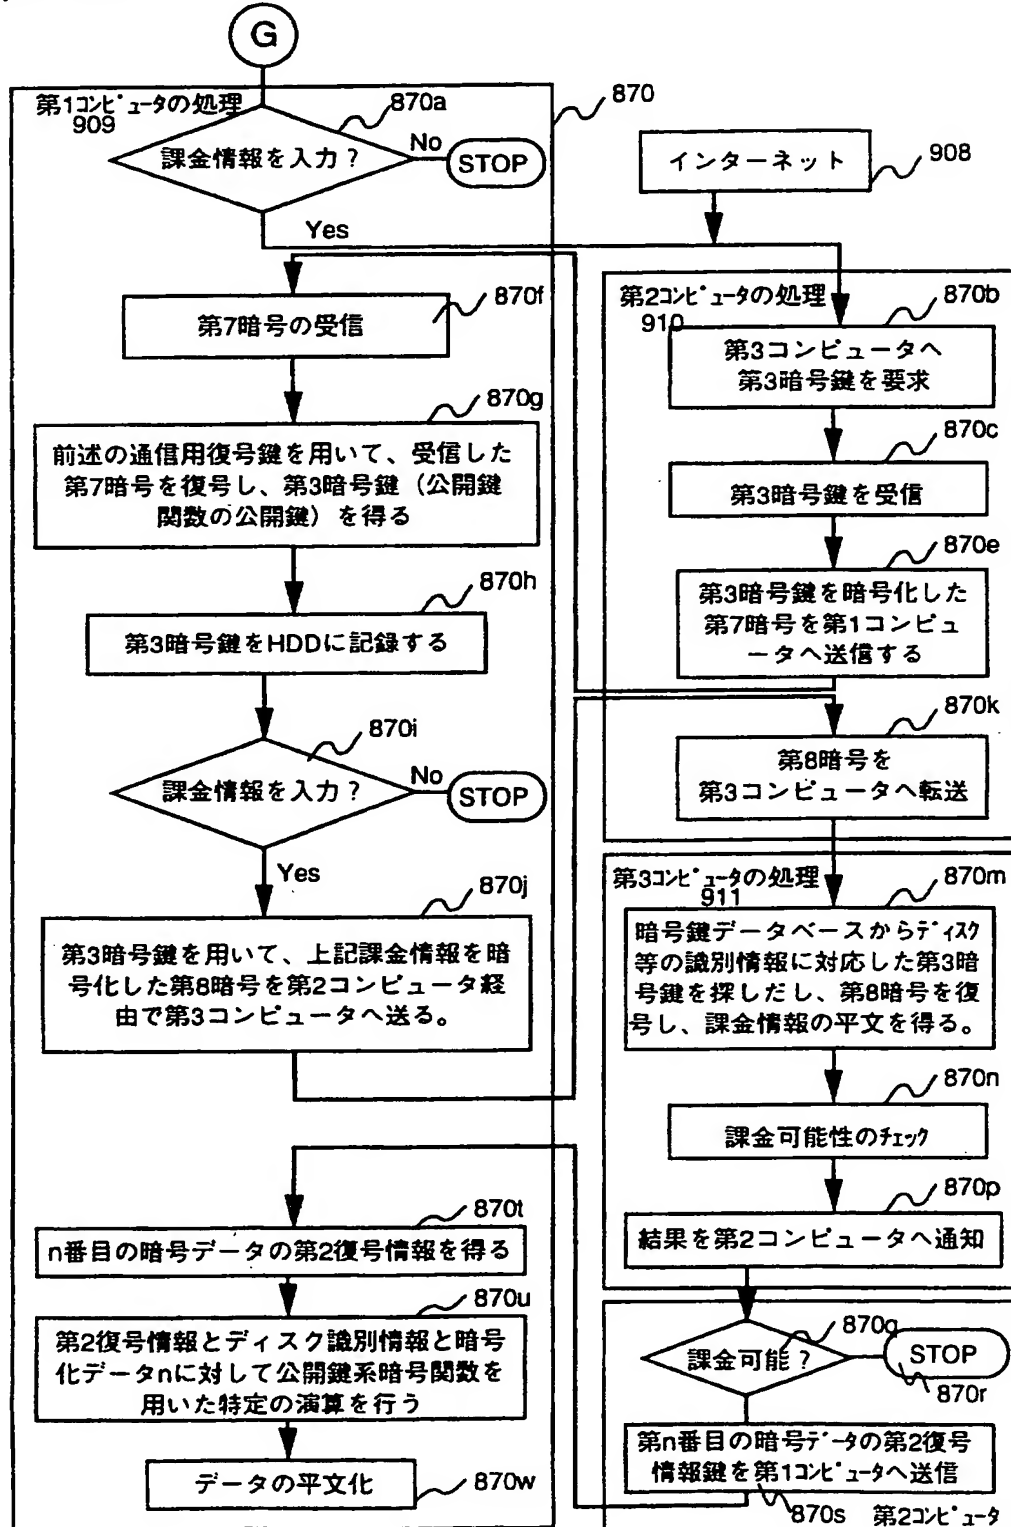 G
第1コンピュータの処理
909
870a
870
課金情報を入力？
No
STOP
Yes
インターネット
908
870f
第7暗号の受信
870g
前述の通信用復号鍵を用いて、受信した
第7暗号を復号し、第3暗号鍵（公開鍵
関数の公開鍵）を得る
870h
第3暗号鍵をHDDに記録する
870i
課金情報を入力？
No
STOP
Yes
870j
第3暗号鍵を用いて、上記課金情報を暗
号化した第8暗号を第2コンピュータ経
由で第3コンピュータへ送る。
第2コンピュータの処理
910
870b
第3コンピュータへ
第3暗号鍵を要求
870c
第3暗号鍵を受信
870e
第3暗号鍵を暗号化した
第7暗号を第1コンピュ
ータへ送信する
870k
第8暗号を
第3コンピュータへ転送
第3コンピュータの処理
911
870m
暗号鍵データベースからディスク
等の識別情報に対応した第3暗
号鍵を探しだし、第8暗号を復
号し、課金情報の平文を得る。
870n
課金可能性のチェック
870p
結果を第2コンピュータへ通知
870q
課金可能？
STOP
870r
第n番目の暗号データの第2復号
情報鍵を第1コンピュータへ送信
870s
第2コンピュータ
870t
n番目の暗号データの第2復号情報を得る
870u
第2復号情報とディスク識別情報と暗号
化データnに対して公開鍵系暗号関数を
用いた特定の演算を行う
データの平文化
870w